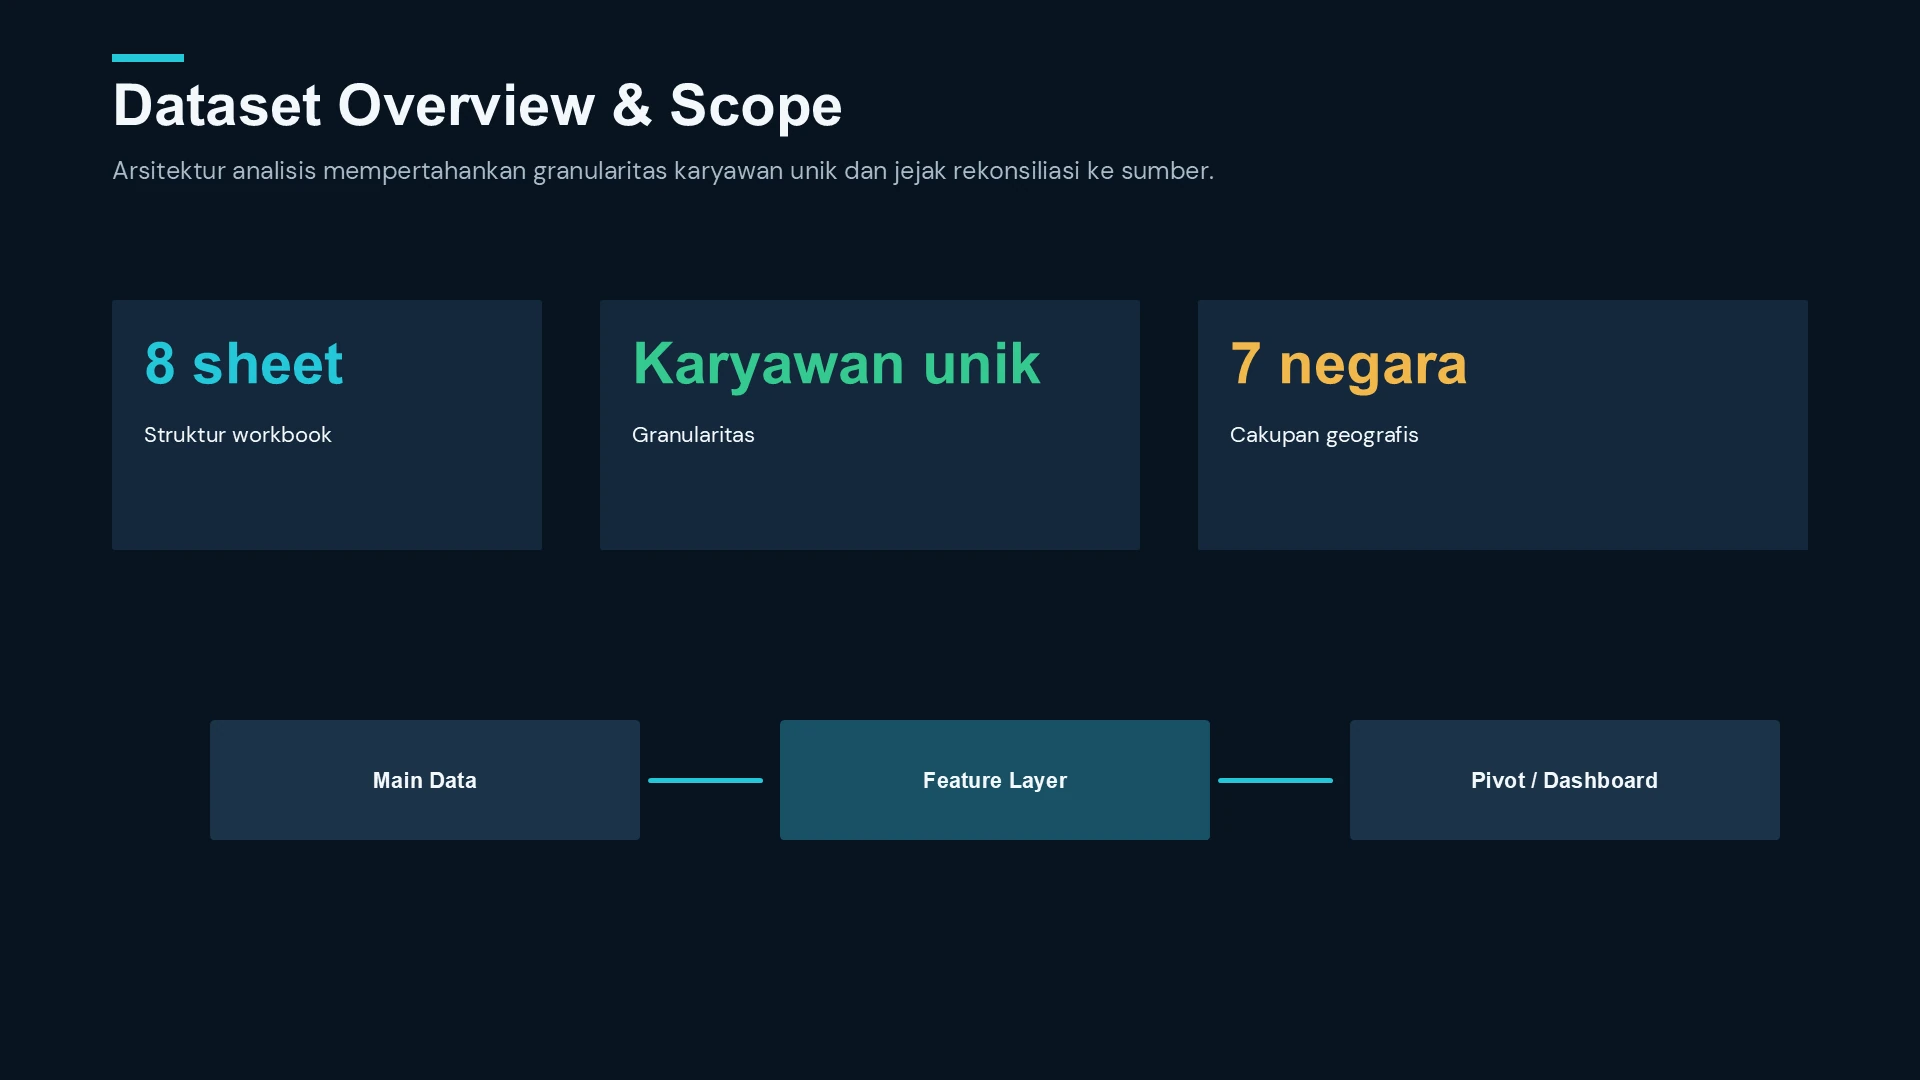 Dataset Overview & Scope
Arsitektur analisis mempertahankan granularitas karyawan unik dan jejak rekonsiliasi ke sumber.
8 sheet
Struktur workbook
Karyawan unik
Granularitas
7 negara
Cakupan geografis
Main Data
Feature Layer
Pivot / Dashboard